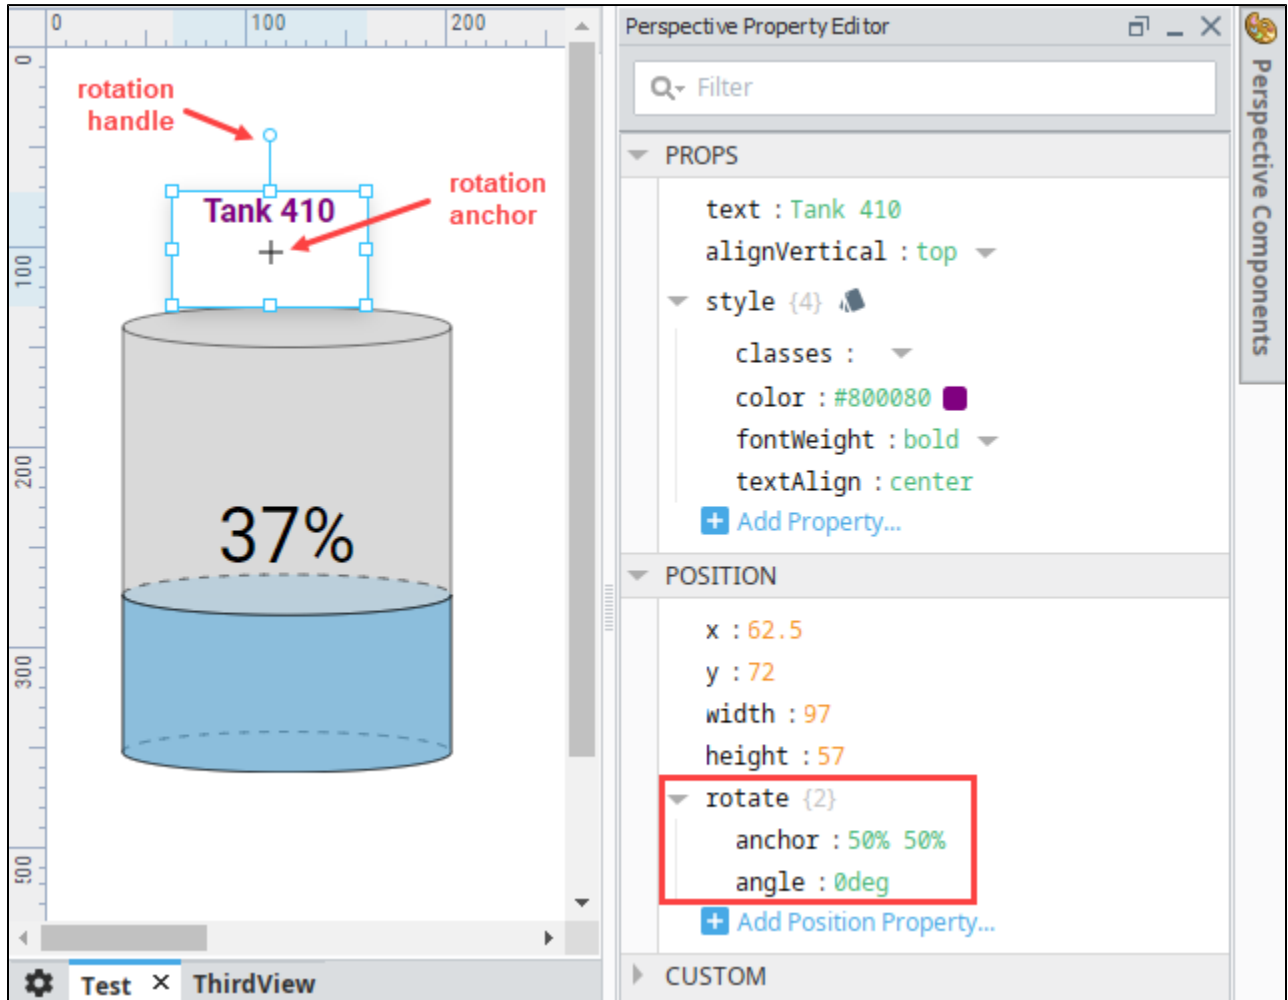 0 100 200
0
100
200
300
500
rotation
handle
rotation
anchor
Tank 410
37%
Test × ThirdView
Perspective Property Editor
Filter
PROPS
text : Tank 410
alignVertical : top
style {4}
classes :
color : #800080
fontWeight : bold
textAlign : center
+ Add Property...
POSITION
x : 62.5
y : 72
width : 97
height : 57
rotate {2}
anchor : 50% 50%
angle : 0deg
+ Add Position Property...
CUSTOM
Perspective Components